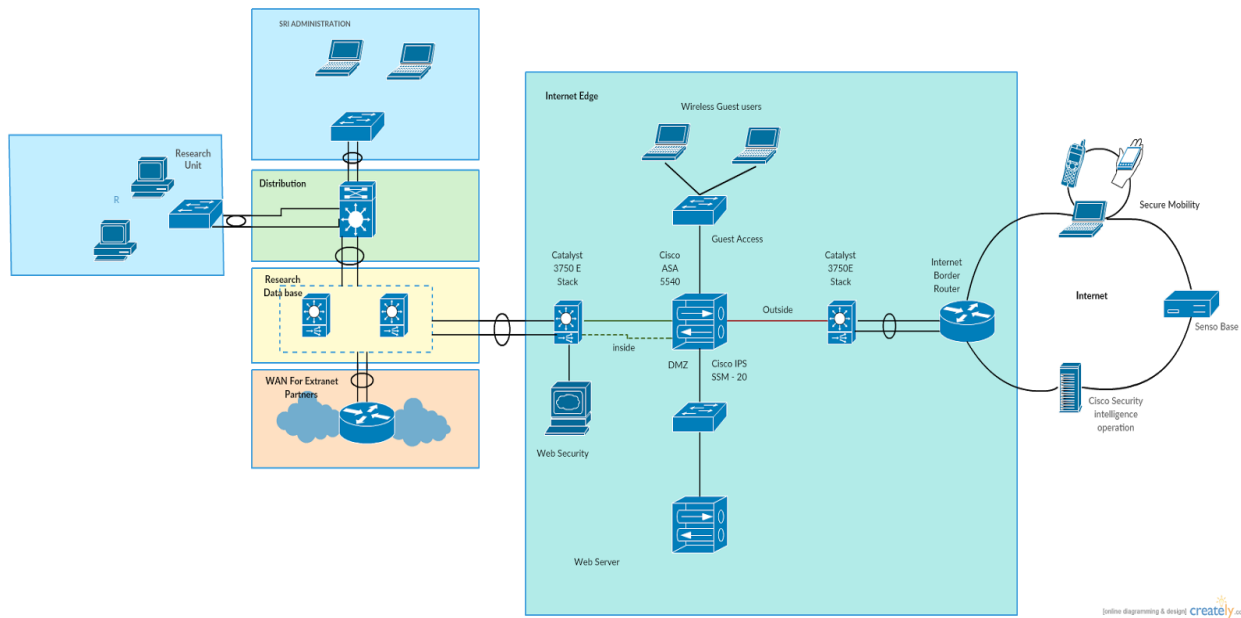 SRI ADMINISTRATION
Research
Unit
R
Distribution
Research
Data base
WAN For Extranet
Partners
Internet Edge
Wireless Guest users
Guest Access
Catalyst
3750 E
Stack
Cisco
ASA
5540
Catalyst
3750E
Stack
Internet
Border
Router
Outside
inside
DMZ
Cisco IPS
SSM - 20
Web Security
Web Server
Secure Mobility
Internet
Senso Base
Cisco Security
intelligence
operation
[online diagramming & design] creately